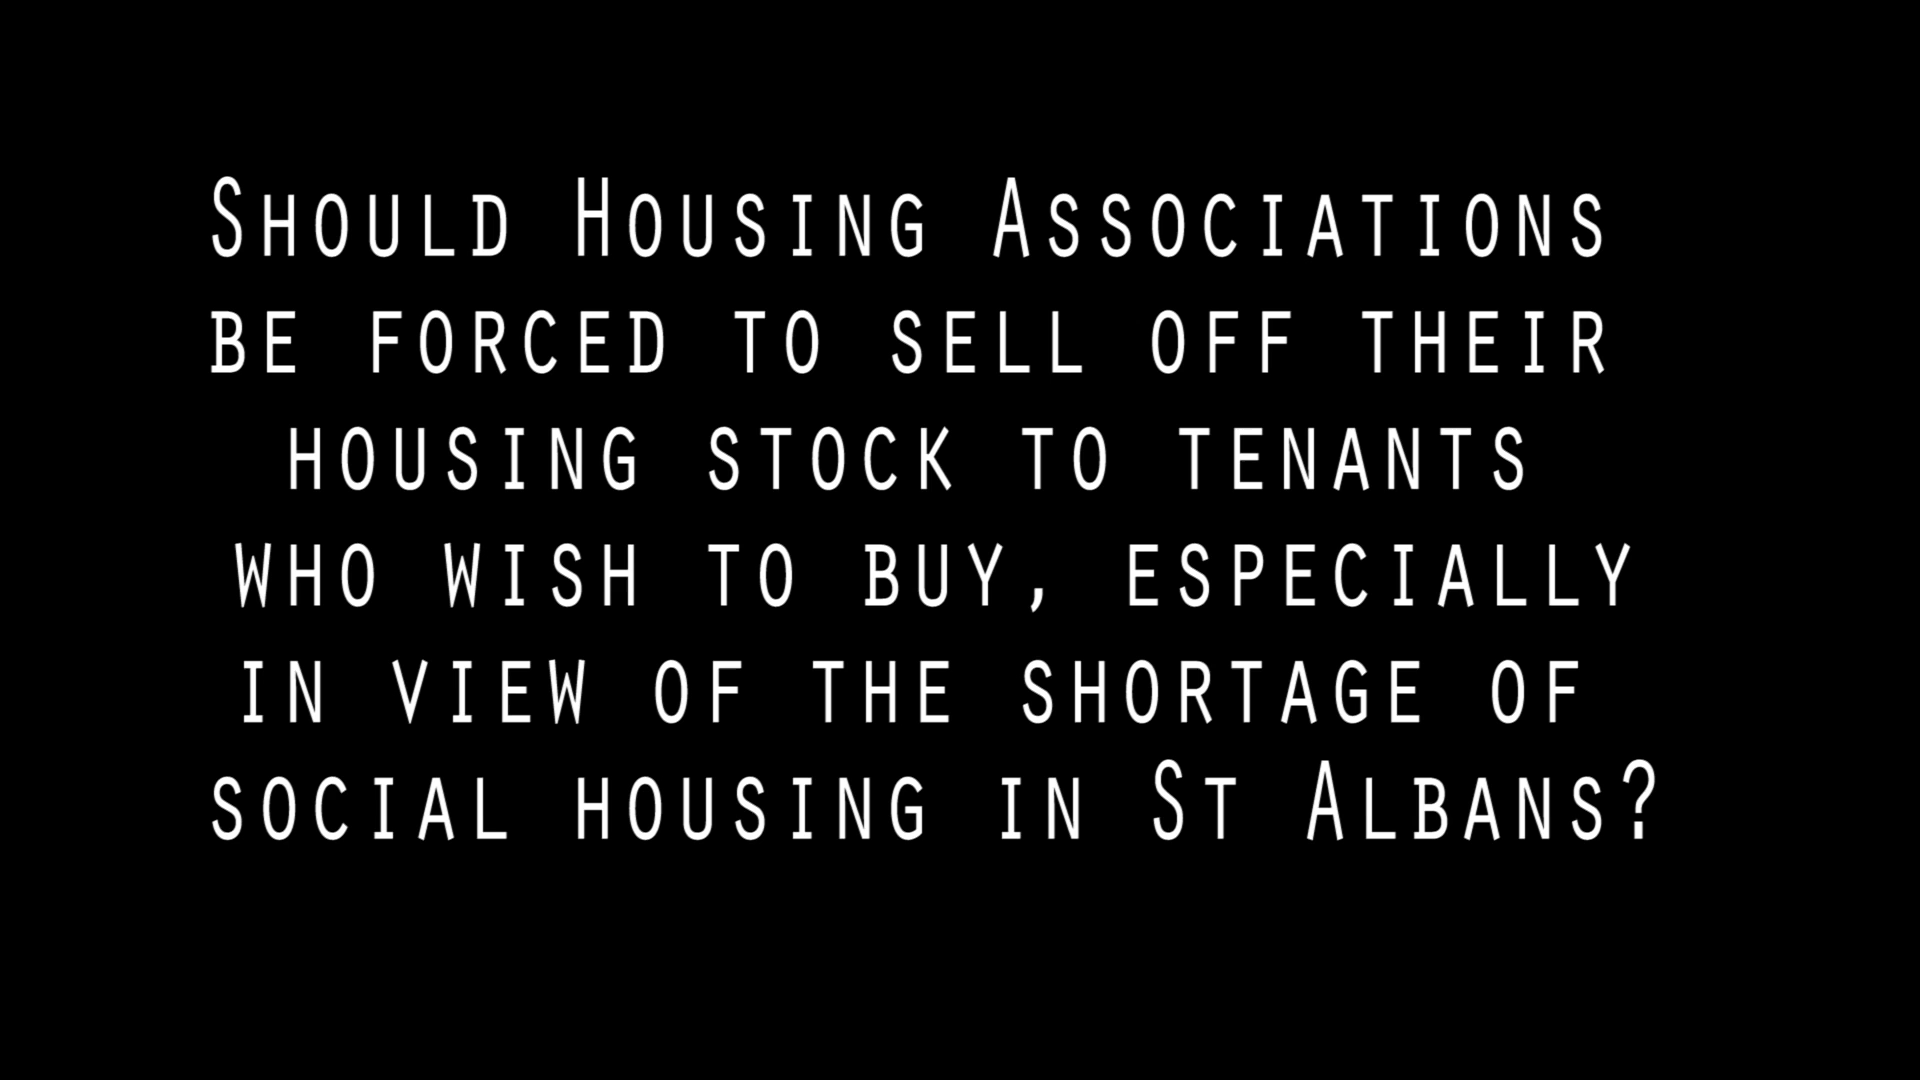 Should Housing Associations
be forced to sell off their
housing stock to tenants
who wish to buy, especially
in view of the shortage of
social housing in St Albans?